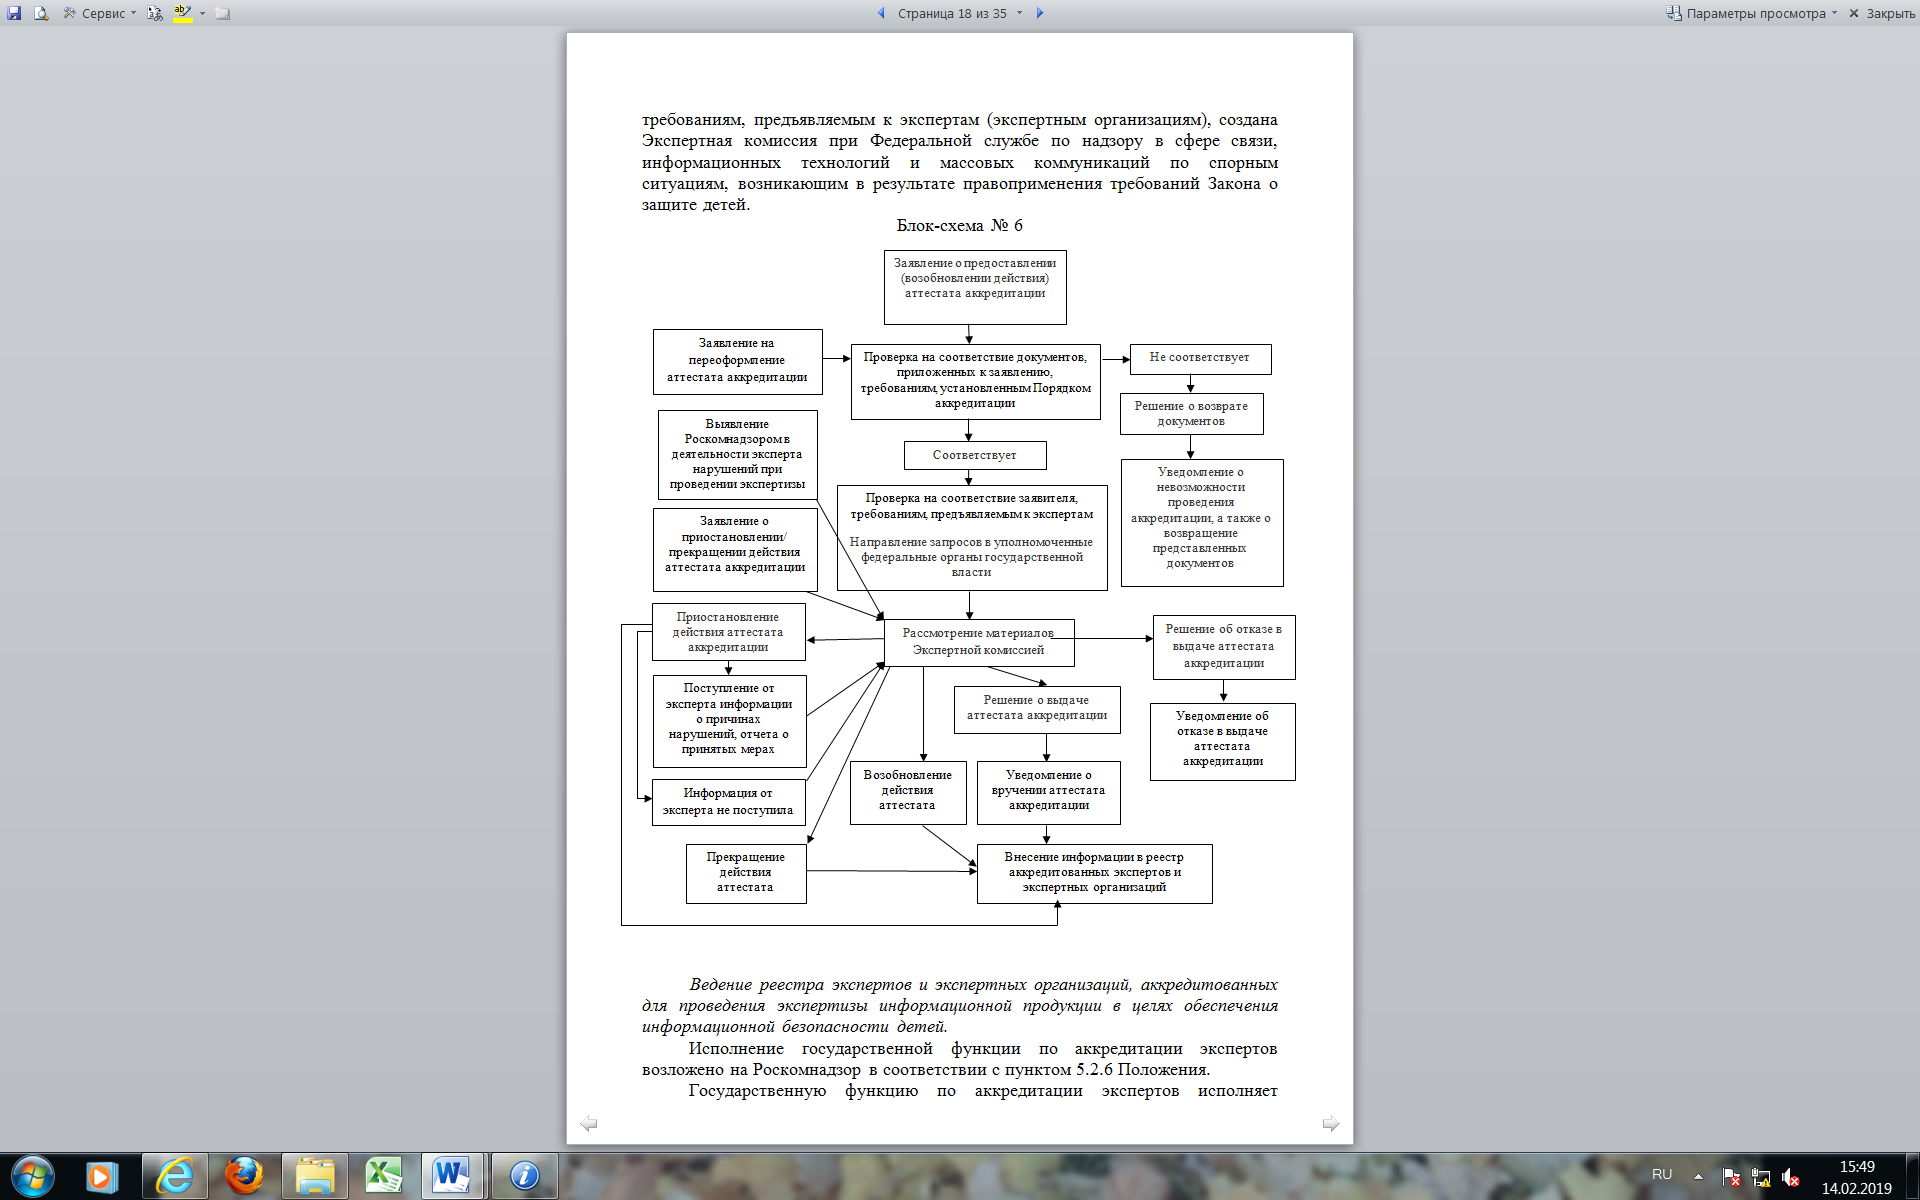 Сервис
Страница 18 из 35
Параметры просмотра
Закрыть
требованиям, предъявляемым к экспертам (экспертным организациям), создана
Экспертная комиссия при Федеральной службе по надзору в сфере связи,
информационных технологий и массовых коммуникаций по спорным
ситуациям, возникающим в результате правоприменения требований Закона о
защите детей.
Блок-схема № 6
Заявление о предоставлении
(возобновлении действия)
аттестата аккредитации
Заявление на
переоформление
аттестата аккредитации
Проверка на соответствие документов,
приложенных к заявлению,
требованиям, установленным Порядком
аккредитации
Не соответствует
Решение о возврате
документов
Выявление
Роскомнадзором в
деятельности эксперта
нарушений при
проведении экспертизы
Соответствует
Уведомление о
невозможности
проведения
аккредитации, а также о
возвращение
представленных
документов
Проверка на соответствие заявителя,
требованиям, предъявляемым к экспертам
Направление запросов в уполномоченные
федеральные органы государственной
власти
Заявление о
приостановлении/
прекращении действия
аттестата аккредитации
Приостановление
действия аттестата
аккредитации
Рассмотрение материалов
Экспертной комиссией
Решение об отказе в
выдаче аттестата
аккредитации
Поступление от
эксперта информации
о причинах
нарушений, отчета о
принятых мерах
Решение о выдаче
аттестата аккредитации
Уведомление об
отказе в выдаче
аттестата
аккредитации
Информация от
эксперта не поступила
Возобновление
действия
аттестата
Уведомление о
вручении аттестата
аккредитации
Прекращение
действия
аттестата
Внесение информации в реестр
аккредитованных экспертов и
экспертных организаций
Ведение реестра экспертов и экспертных организаций, аккредитованных
для проведения экспертизы информационной продукции в целях обеспечения
информационной безопасности детей.
Исполнение государственной функции по аккредитации экспертов
возложено на Роскомнадзор в соответствии с пунктом 5.2.6 Положения.
Государственную функцию по аккредитации экспертов исполняет
RU
15:49
14.02.2019